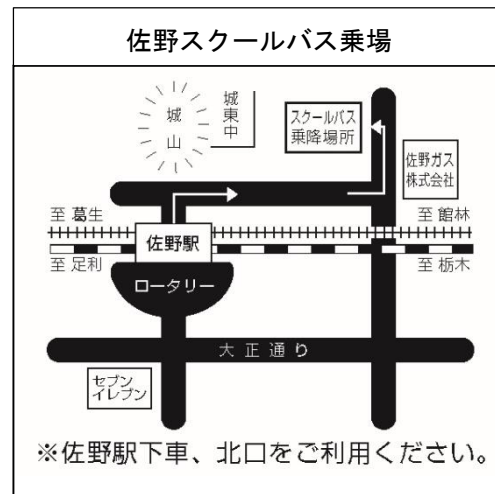 佐野スクールバス乗場
城山
城東中
スクールバス
乗降場所
佐野ガス
株式会社
至 葛生
至 館林
佐野駅
至 足利
至 栃木
ロータリー
大正通り
セブン
イレブン
※佐野駅下車、北口をご利用ください。